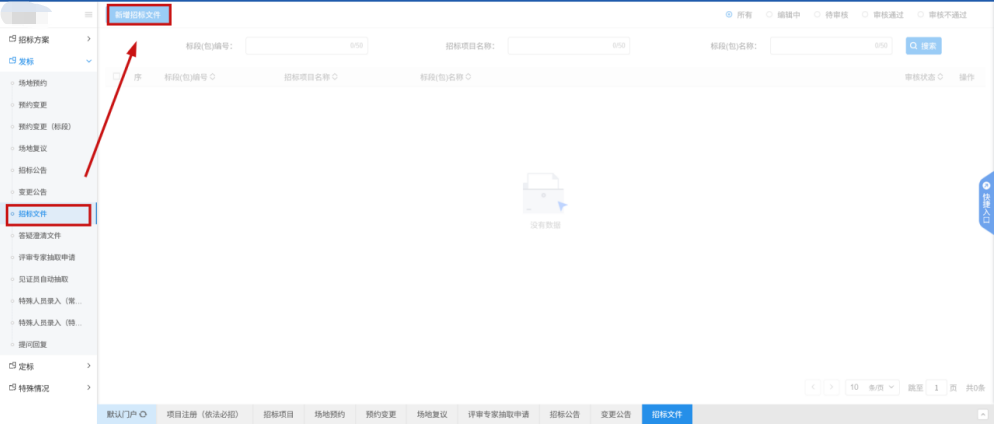 新增招标文件
所有 编辑中 待审核 审核通过 审核不通过
招标方案
发标
场地预约
预约变更
预约变更（标段）
场地复议
招标公告
变更公告
招标文件
答疑澄清文件
评审专家抽取申请
见证员自动抽取
特殊人员录入（常...
特殊人员录入（特...
提问回复
定标
特殊情况
标段(包)编号： 0/50 招标项目名称： 0/50 标段(包)名称： 0/50 搜索
序 标段(包)编号 招标项目名称 标段(包)名称 审核状态 操作
没有数据
快捷入口
10 条/页 跳至 1 页 共0条
默认门户 项目注册（依法必招） 招标项目 场地预约 预约变更 场地复议 评审专家抽取申请 招标公告 变更公告 招标文件